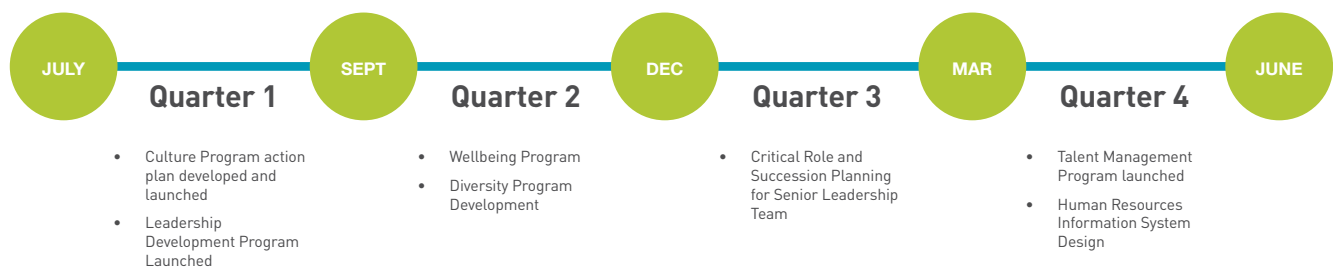 JULY
SEPT
DEC
MAR
JUNE
Quarter 1
Quarter 2
Quarter 3
Quarter 4
• Culture Program action
plan developed and
launched
• Leadership
Development Program
Launched
• Wellbeing Program
• Diversity Program
Development
• Critical Role and
Succession Planning
for Senior Leadership
Team
• Talent Management
Program launched
• Human Resources
Information System
Design